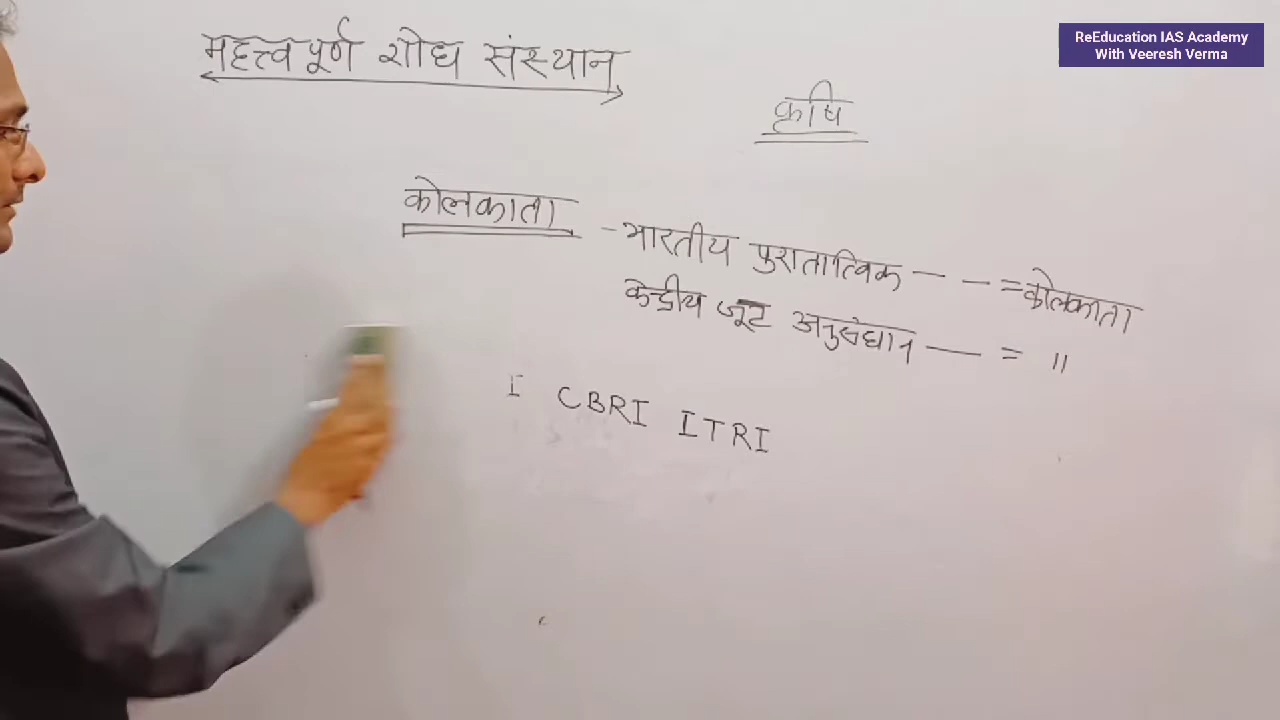 ReEducation IAS Academy
With Veeresh Verma
महत्त्वपूर्ण शोध संस्थान
कृषि
कोलकाता - भारतीय पुरातात्विक — — = कोलकाता
केन्द्रीय जूट अनुसंधान — = "
I CBRI ITRI